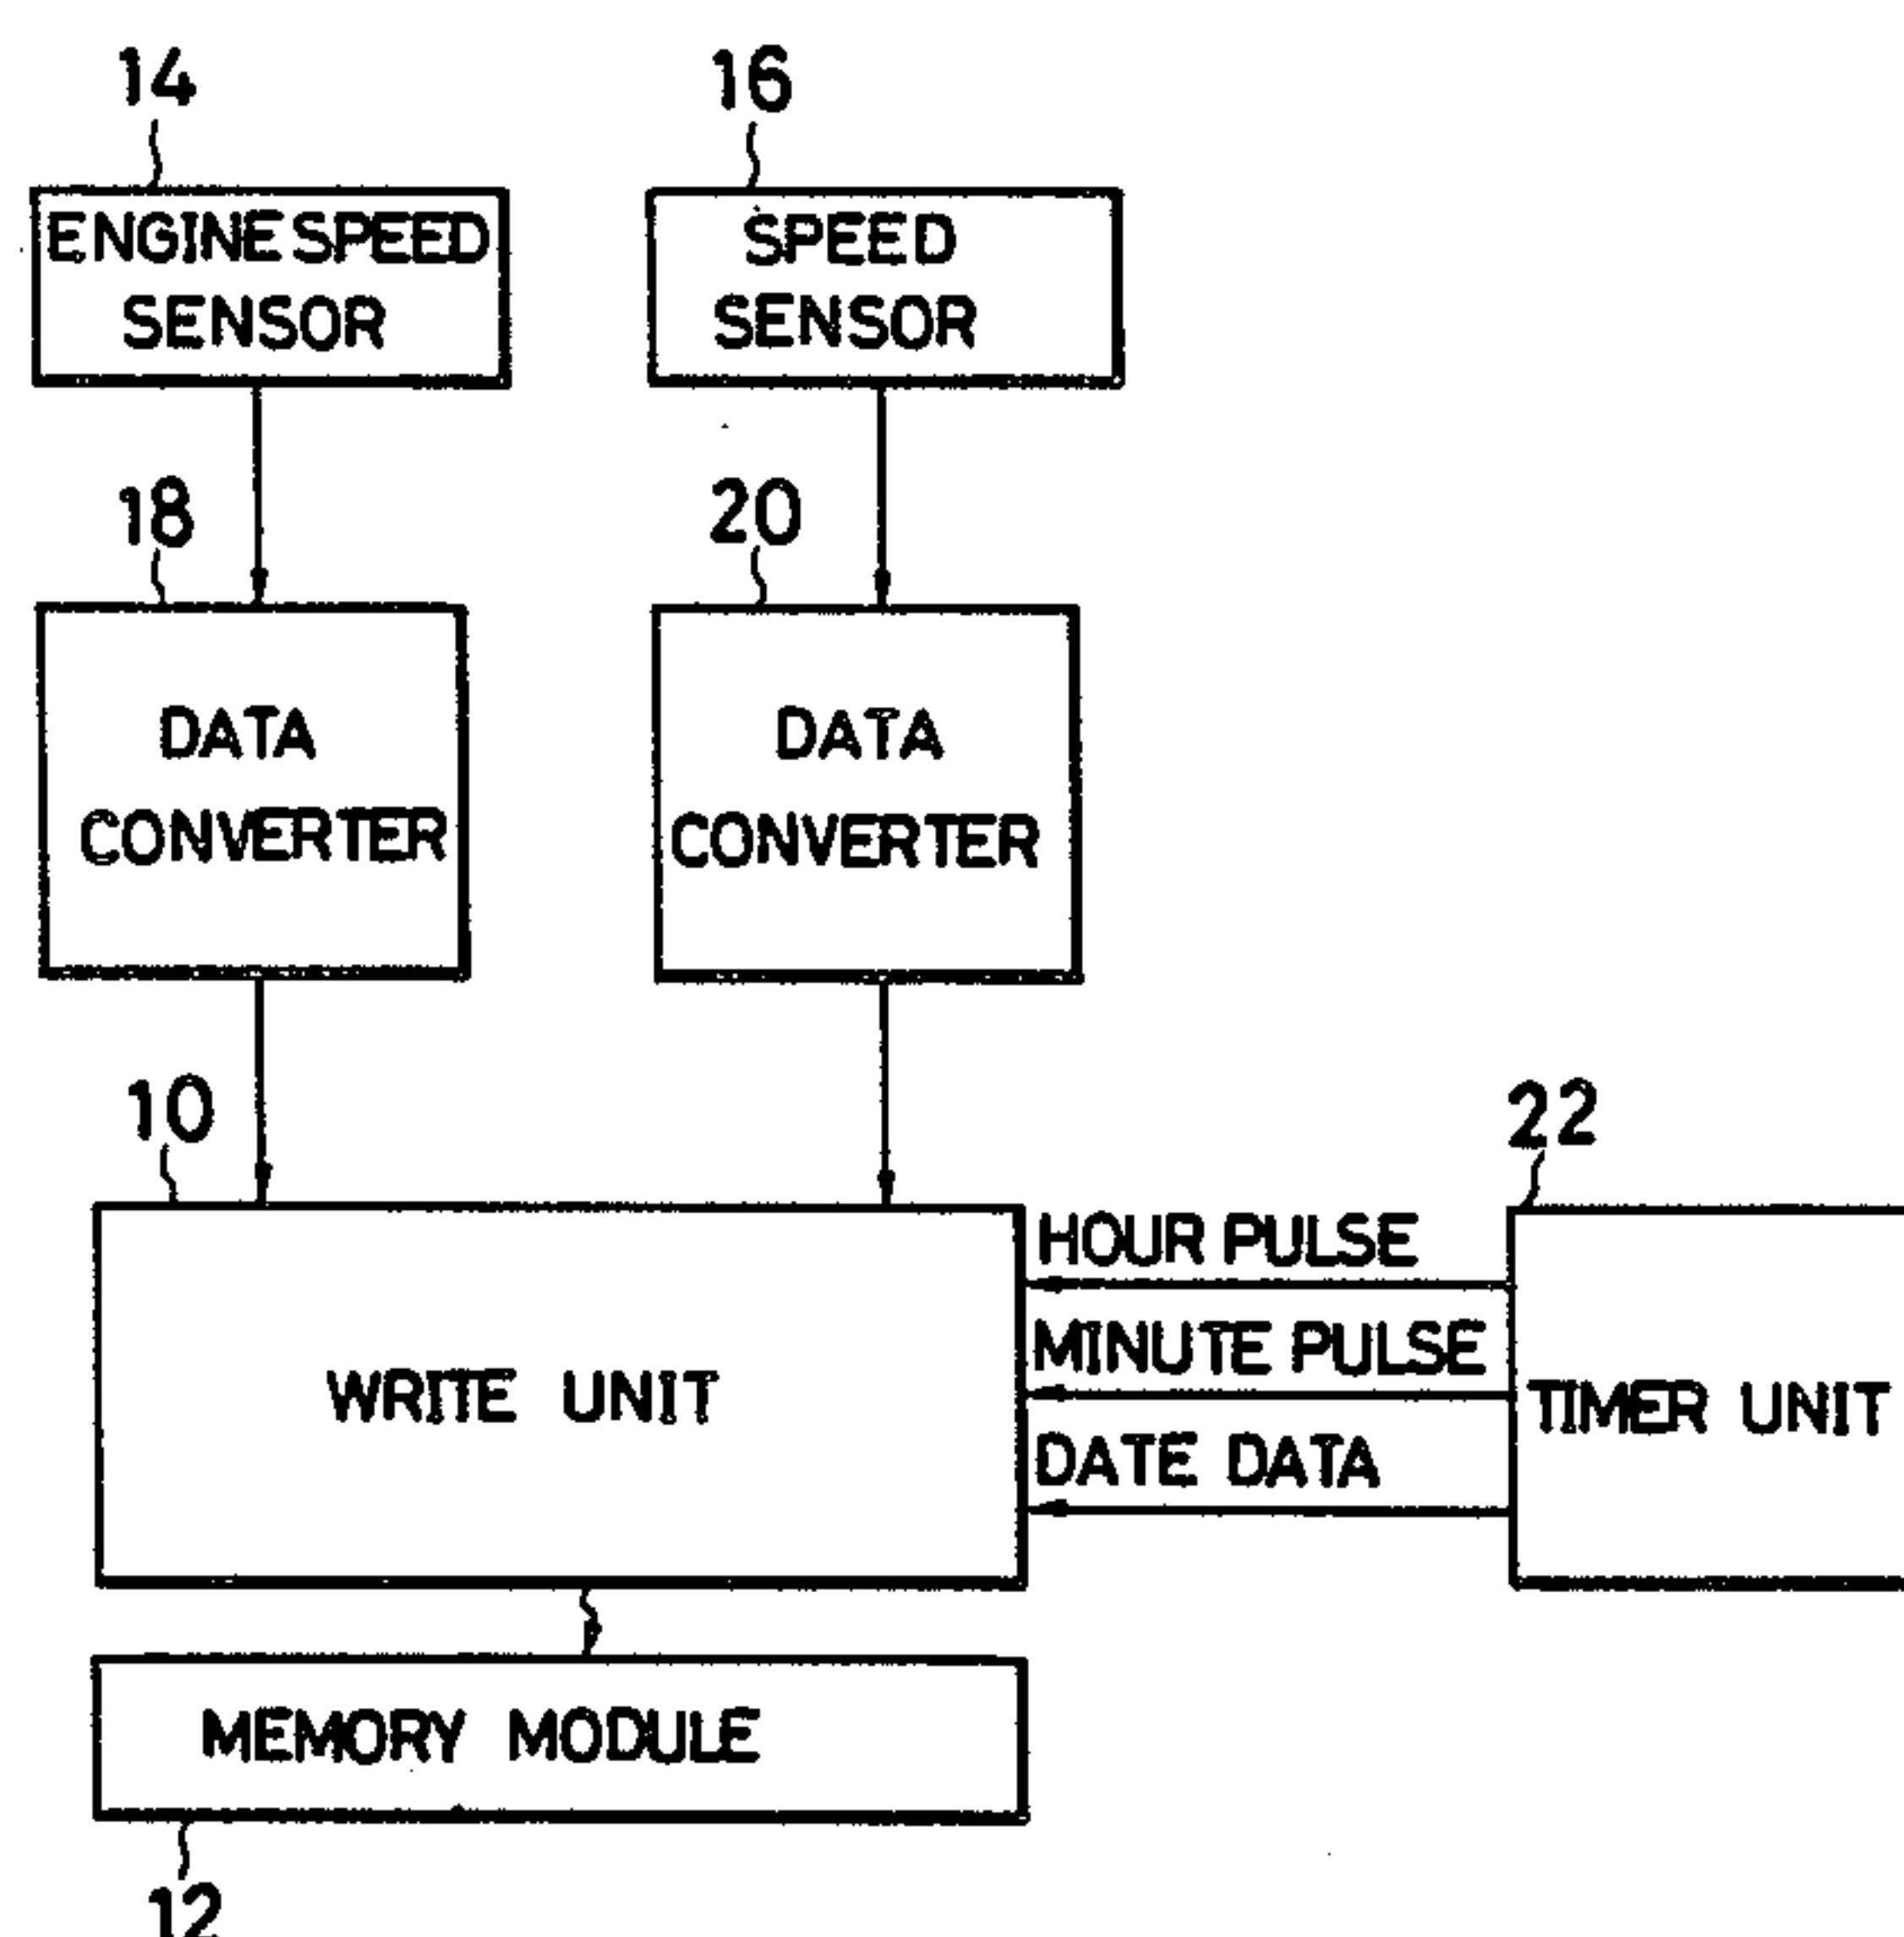 14
16
ENGINE SPEED
SENSOR
SPEED
SENSOR
18
20
DATA
CONVERTER
DATA
CONVERTER
10
22
HOUR PULSE
MINUTE PULSE
DATE DATA
WRITE UNIT
TIMER UNIT
MEMORY MODULE
12